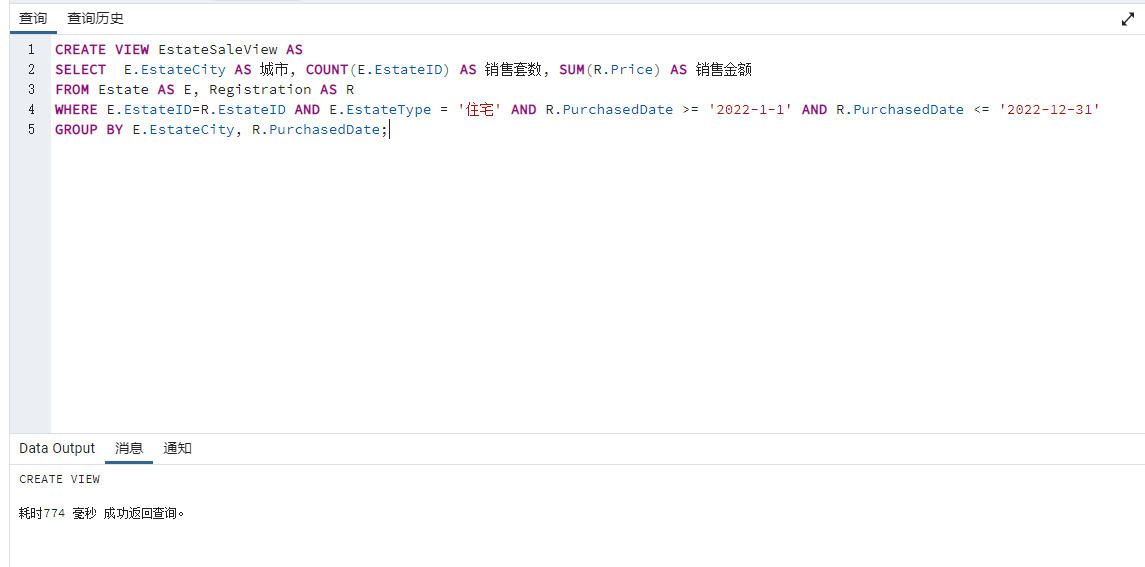 查询 查询历史
1 CREATE VIEW EstateSaleView AS
2 SELECT  E.EstateCity AS 城市, COUNT(E.EstateID) AS 销售套数, SUM(R.Price) AS 销售金额
3 FROM Estate AS E, Registration AS R
4 WHERE E.EstateID=R.EstateID AND E.EstateType = '住宅' AND R.PurchasedDate >= '2022-1-1' AND R.PurchasedDate <= '2022-12-31'
5 GROUP BY E.EstateCity, R.PurchasedDate;
Data Output 消息 通知
CREATE VIEW
耗时774 毫秒 成功返回查询。